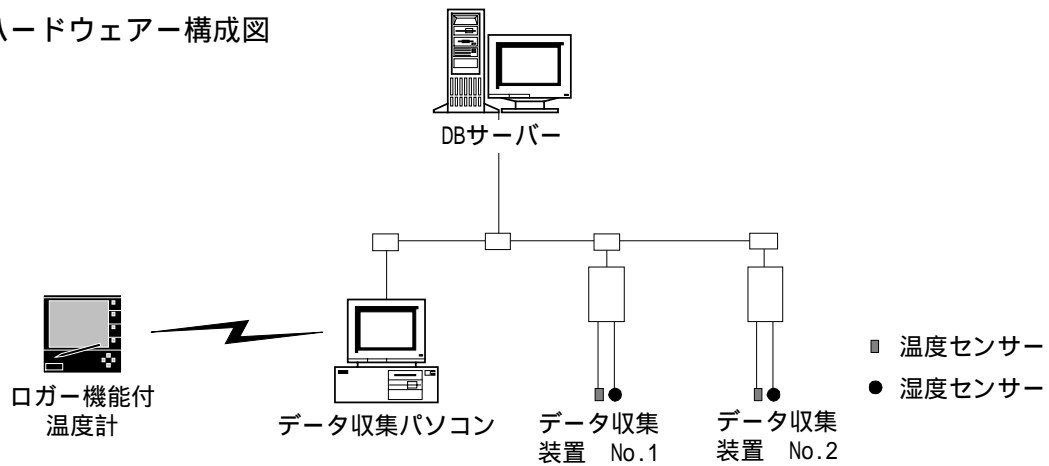 ハードウェアー構成図
DBサーバー
ロガー機能付
温度計
データ収集パソコン
データ収集
装置 No.1
データ収集
装置 No.2
温度センサー
湿度センサー